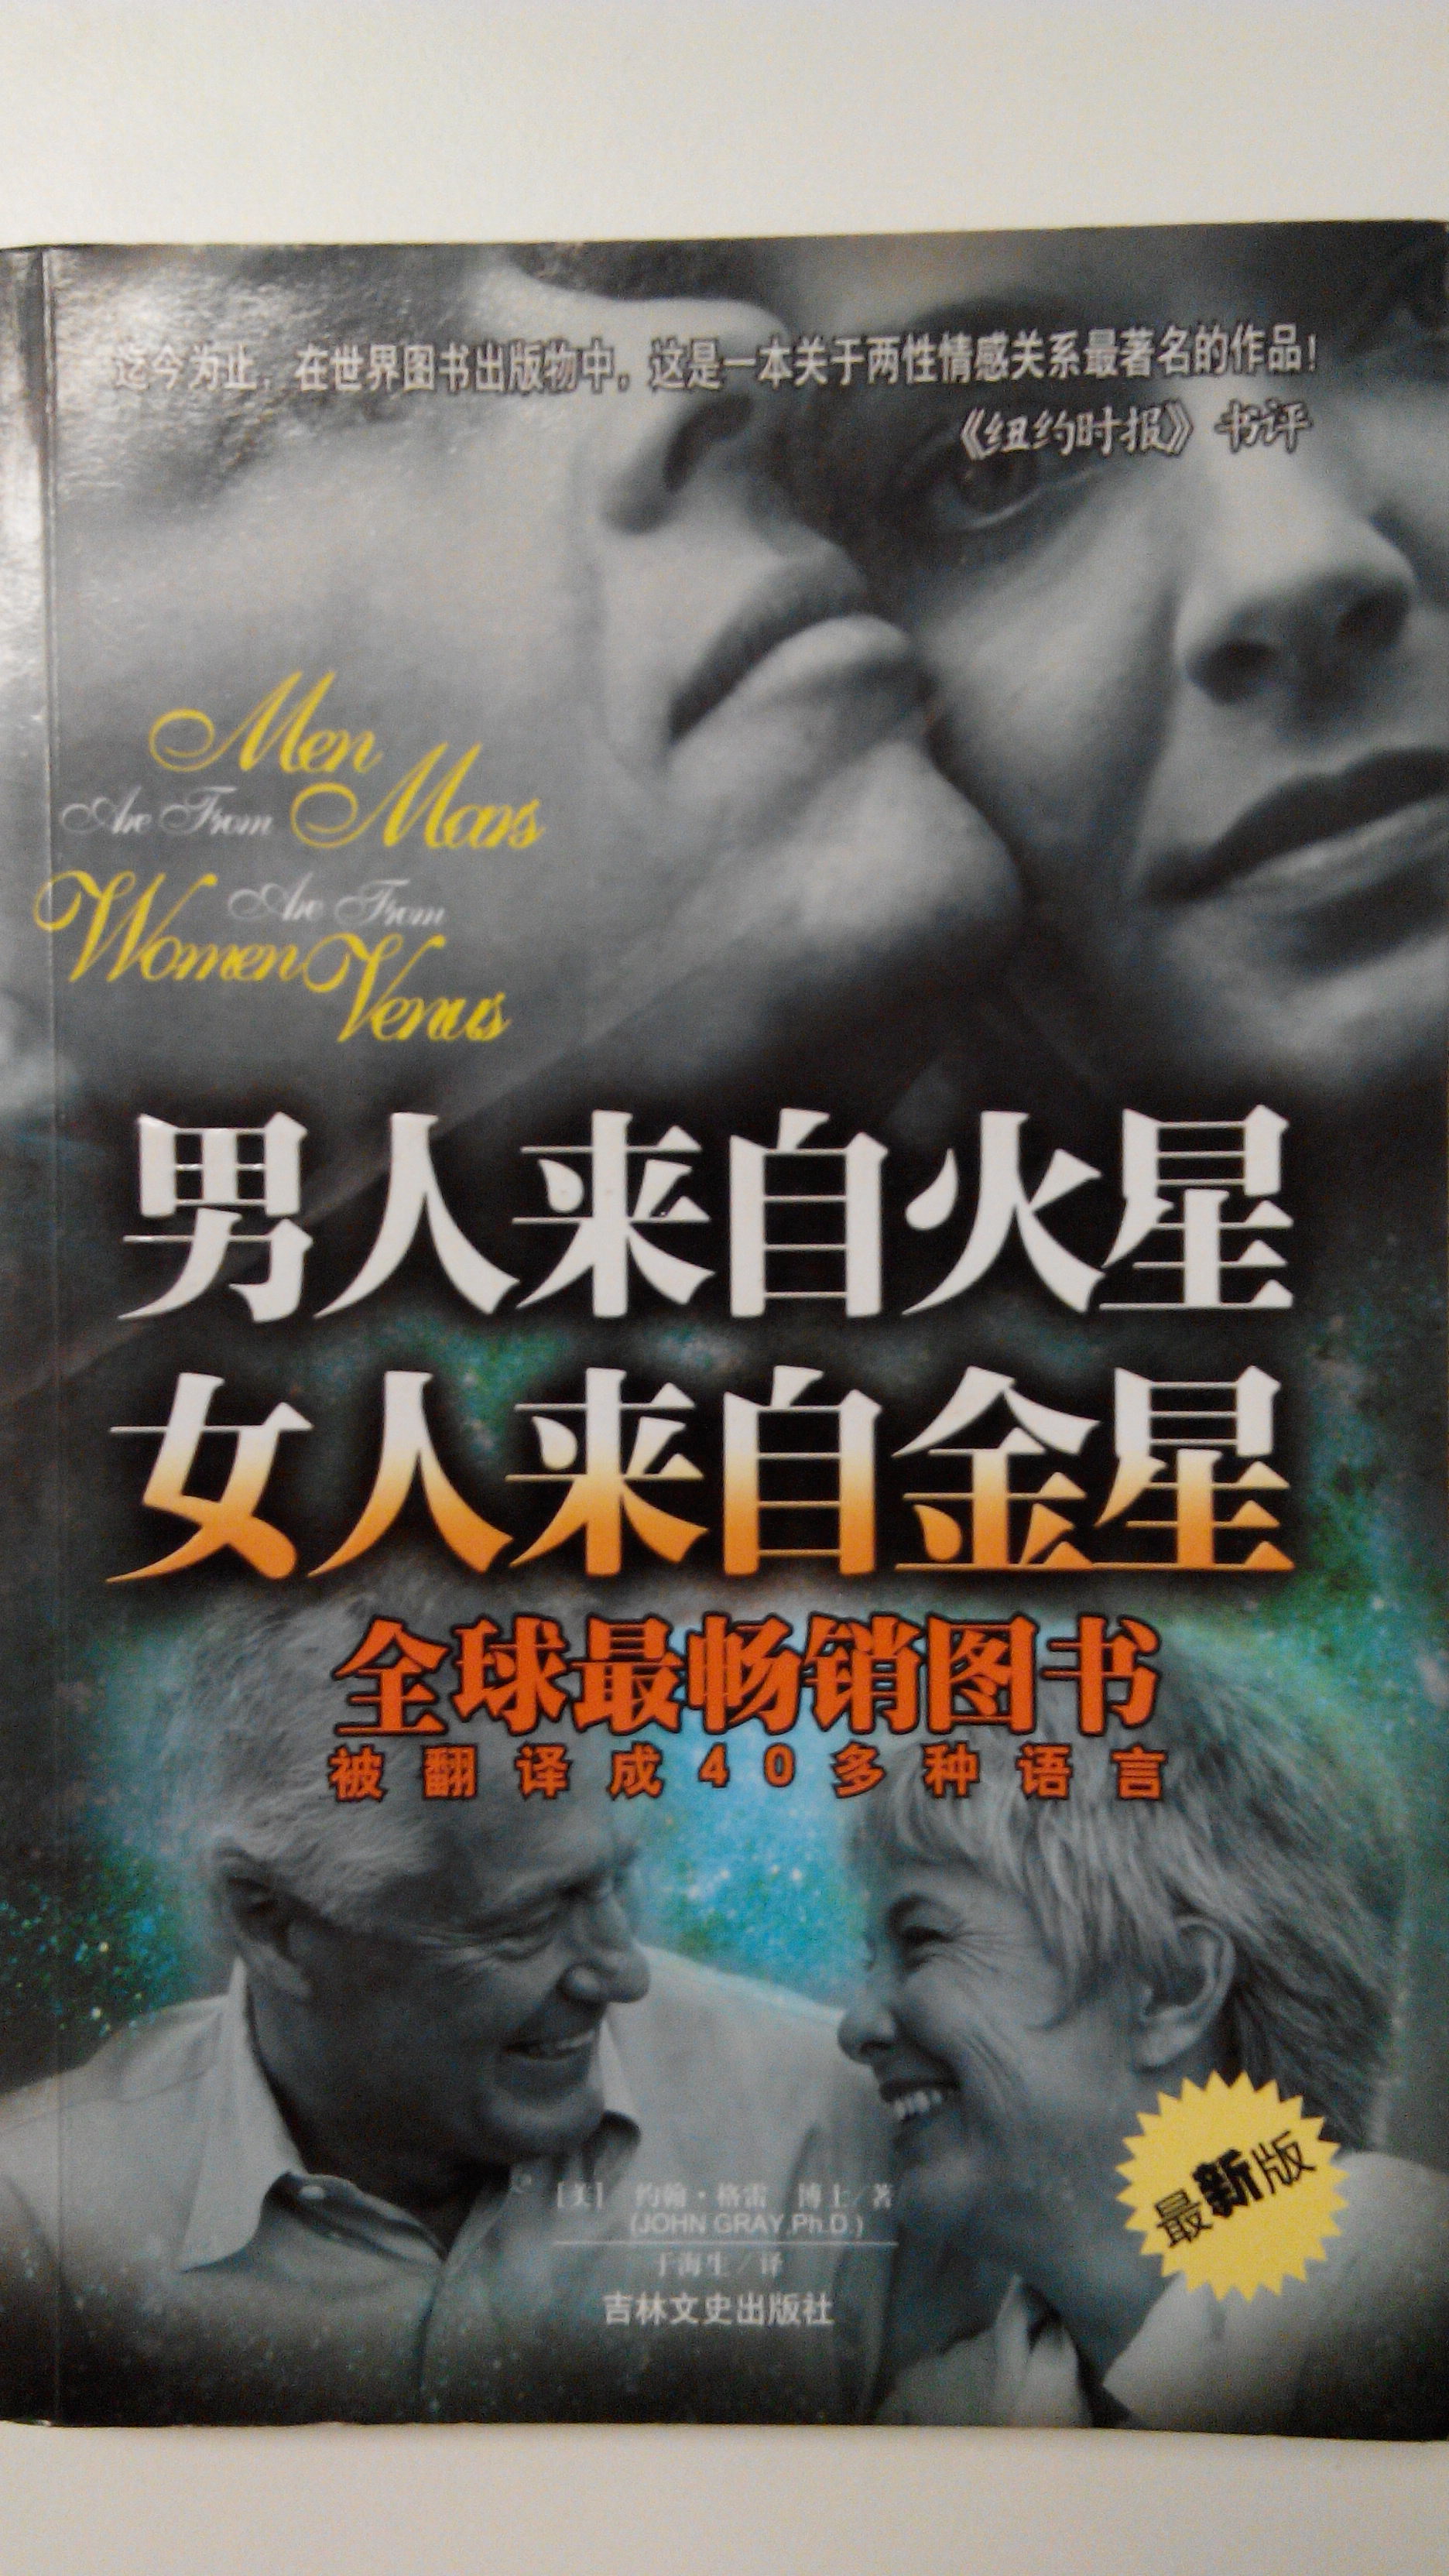 迄今为止，在世界图书出版物中，这是一本关于两性情感关系最著名的作品！
《纽约时报》 书评
Men
Are From Mars
Are From
Women Venus
男人来自火星
女人来自金星
全球最畅销图书
被翻译成40多种语言
最新版
[美] 约翰·格雷 博士/著
(JOHN GRAY,Ph.D.)
于海生/译
吉林文史出版社